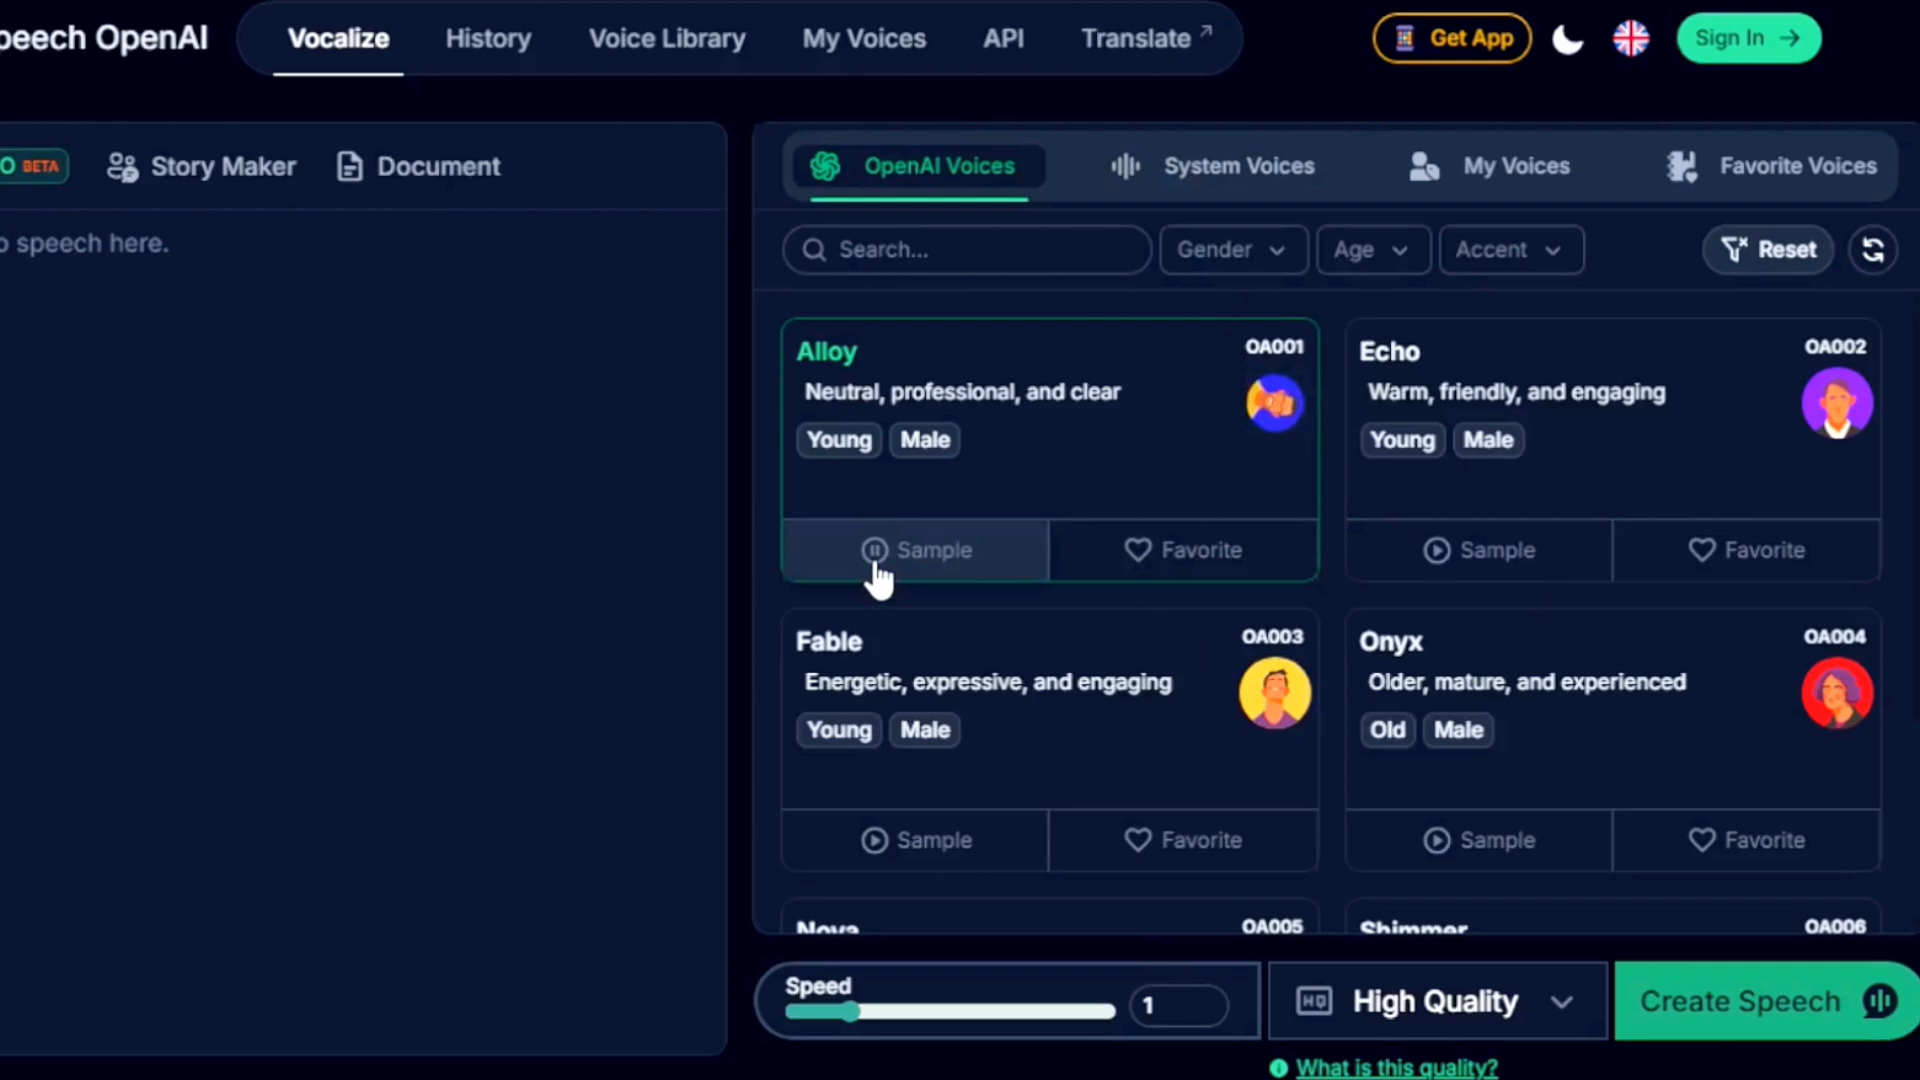 peech OpenAI
Vocalize
History
Voice Library
My Voices
API
Translate
Get App
Sign In
O BETA
Story Maker
Document
OpenAI Voices
System Voices
My Voices
Favorite Voices
o speech here.
Search...
Gender
Age
Accent
Reset
Alloy
OA001
Neutral, professional, and clear
Young
Male
Sample
Favorite
Echo
OA002
Warm, friendly, and engaging
Young
Male
Sample
Favorite
Fable
OA003
Energetic, expressive, and engaging
Young
Male
Sample
Favorite
Onyx
OA004
Older, mature, and experienced
Old
Male
Sample
Favorite
Nova
OA005
Shimmer
OA006
Speed
1
HQ
High Quality
Create Speech
What is this quality?